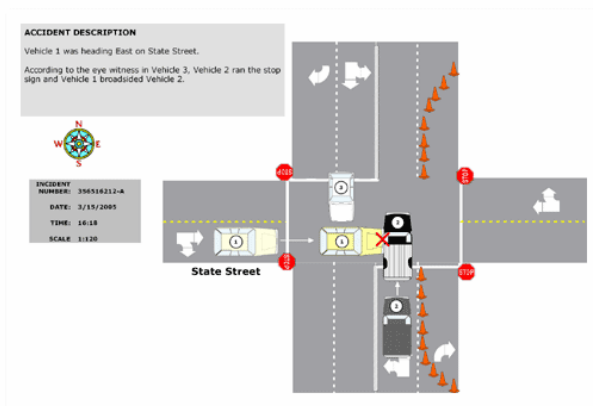 ACCIDENT DESCRIPTION
Vehicle 1 was heading East on State Street.
According to the eye witness in Vehicle 3, Vehicle 2 ran the stop
sign and Vehicle 1 broadsided Vehicle 2.
N
W E
S
INCIDENT
NUMBER: 356516212-A
DATE: 3/15/2005
TIME: 16:18
SCALE 1:120
STOP
STOP
3
2
1
1
STOP
STOP
State Street
2